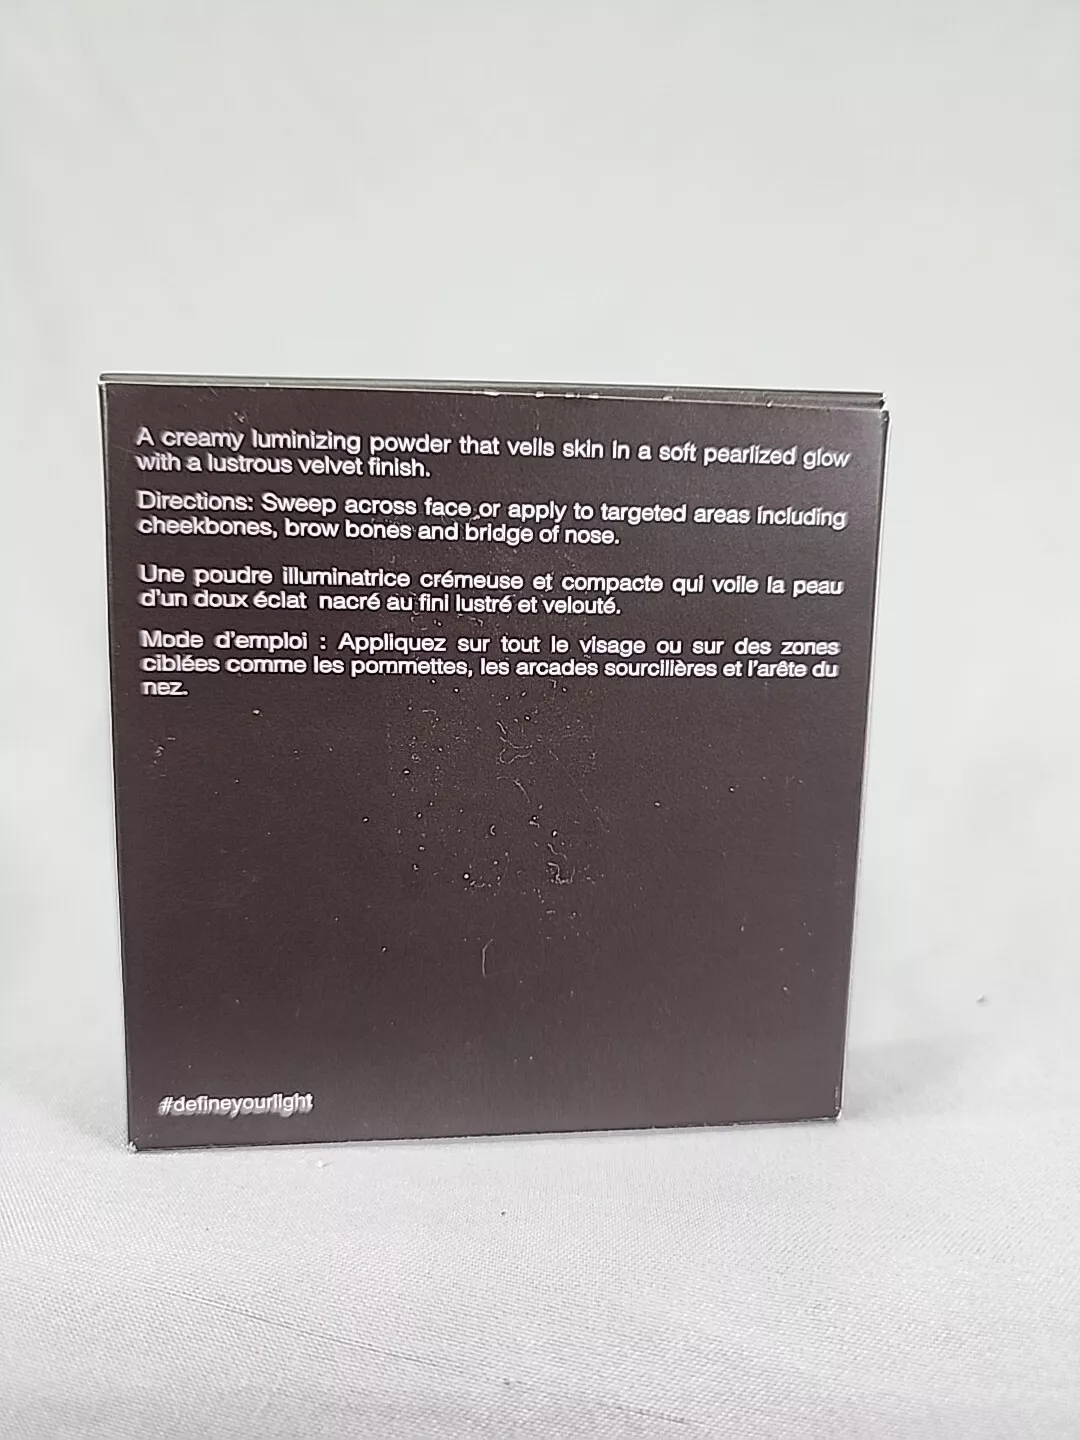 A creamy luminizing powder that veils skin in a soft pearlized glow
with a lustrous velvet finish.
Directions: Sweep across face or apply to targeted areas including
cheekbones, brow bones and bridge of nose.
Une poudre illuminatrice crémeuse et compacte qui voile la peau
d'un doux éclat nacré au fini lustré et velouté.
Mode d'emploi : Appliquez sur tout le visage ou sur des zones
ciblées comme les pommettes, les arcades sourcilières et l'arête du
nez.
#defineyourlight